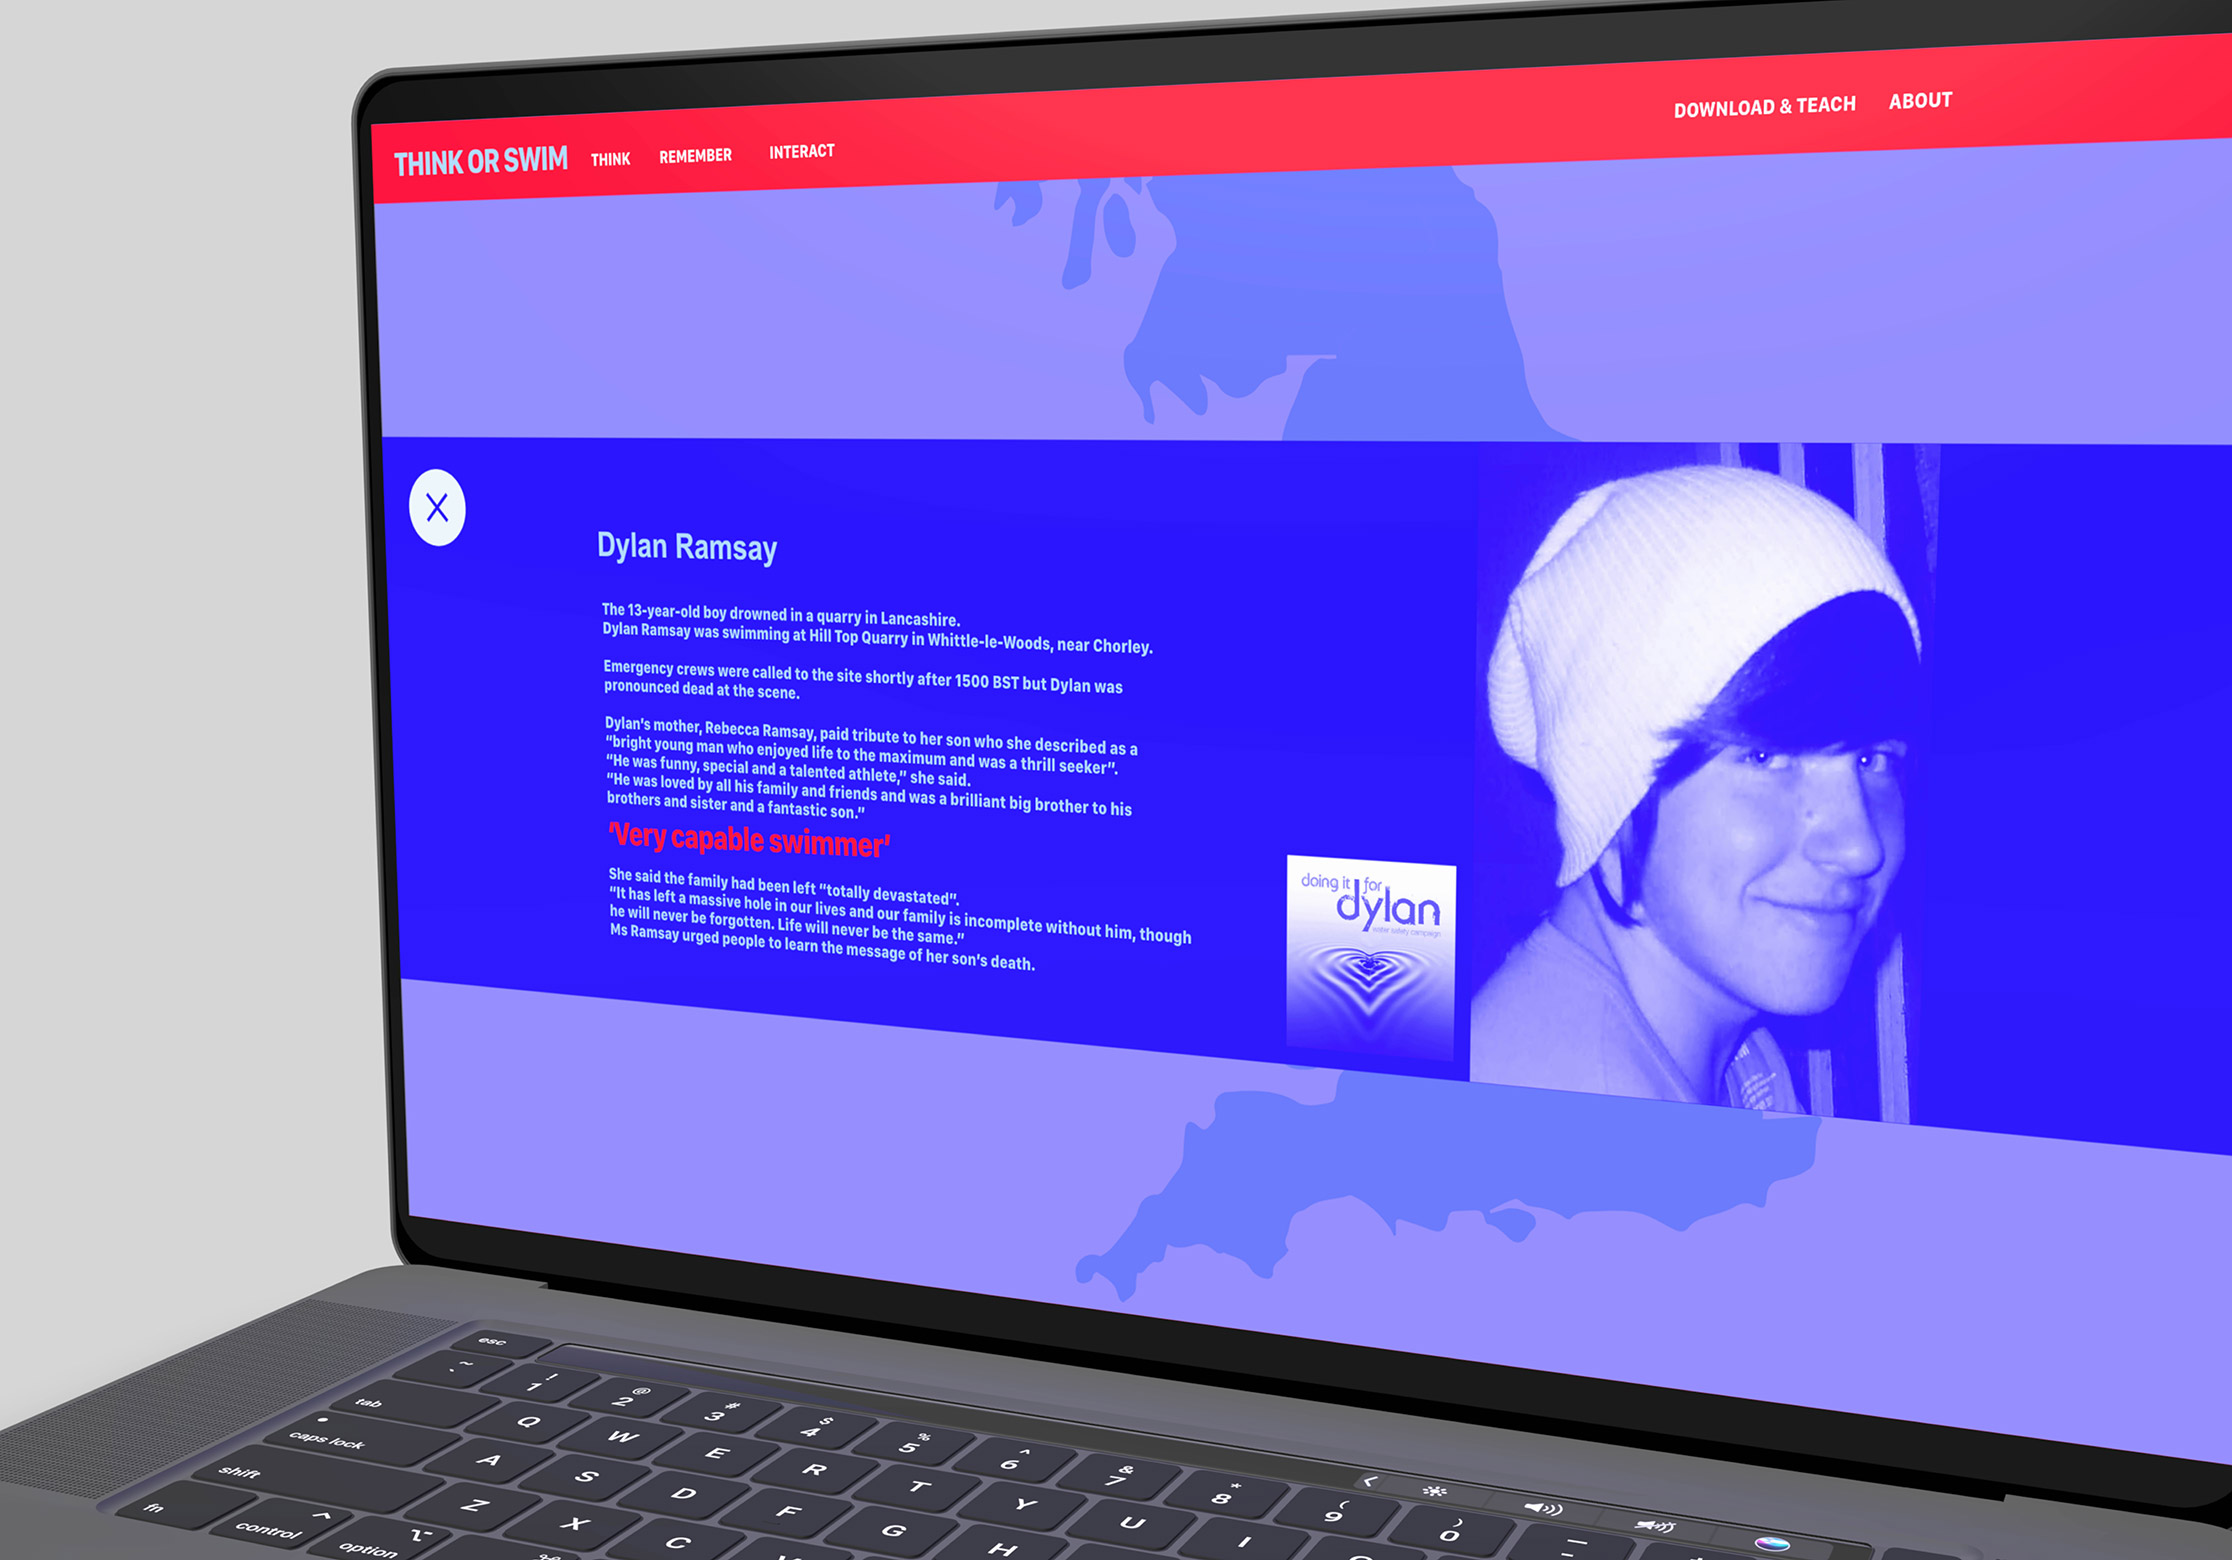 THINK OR SWIM THINK REMEMBER INTERACT DOWNLOAD & TEACH ABOUT
X
Dylan Ramsay
The 13-year-old boy drowned in a quarry in Lancashire.
Dylan Ramsay was swimming at Hill Top Quarry in Whittle-le-Woods, near Chorley.
Emergency crews were called to the site shortly after 1500 BST but Dylan was
pronounced dead at the scene.
Dylan's mother, Rebecca Ramsay, paid tribute to her son who she described as a
"bright young man who enjoyed life to the maximum and was a thrill seeker".
"He was funny, special and a talented athlete," she said.
"He was loved by all his family and friends and was a brilliant big brother to his
brothers and sister and a fantastic son."
'Very capable swimmer'
She said the family had been left "totally devastated".
"It has left a massive hole in our lives and our family is incomplete without him, though
he will never be forgotten. Life will never be the same."
Ms Ramsay urged people to learn the message of her son's death.
doing it for
dylan
water safety campaign
esc
~ ! 1 @ 2 # 3 $ 4 % 5 ^ 6 & 7 * 8 ( 9 ) 0
tab Q W E R T Y U I
caps lock A S D F G H
shift Z X C
fn control option